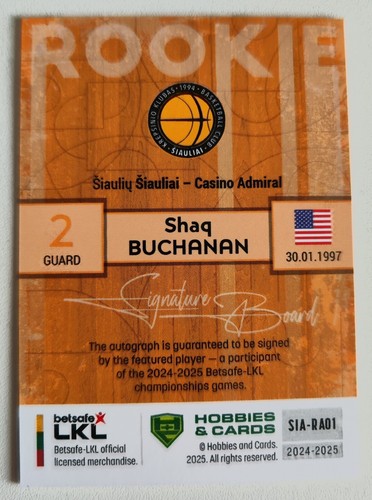 ROOKIE
KREPŠINIO KLUBAS • 1994 • BASKETBALL CLUB
• ŠIAULIAI •
Šiaulių Šiauliai – Casino Admiral
2
GUARD
Shaq
BUCHANAN
30.01.1997
Signature Board
The autograph is guaranteed to be signed
by the featured player – a participant
of the 2024-2025 Betsafe-LKL
championships games.
betsafe
LKL
Betsafe-LKL official
licensed merchandise.
HOBBIES
& CARDS
© Hobbies and Cards.
2025. All rights reserved.
SIA-RA01
2024-2025